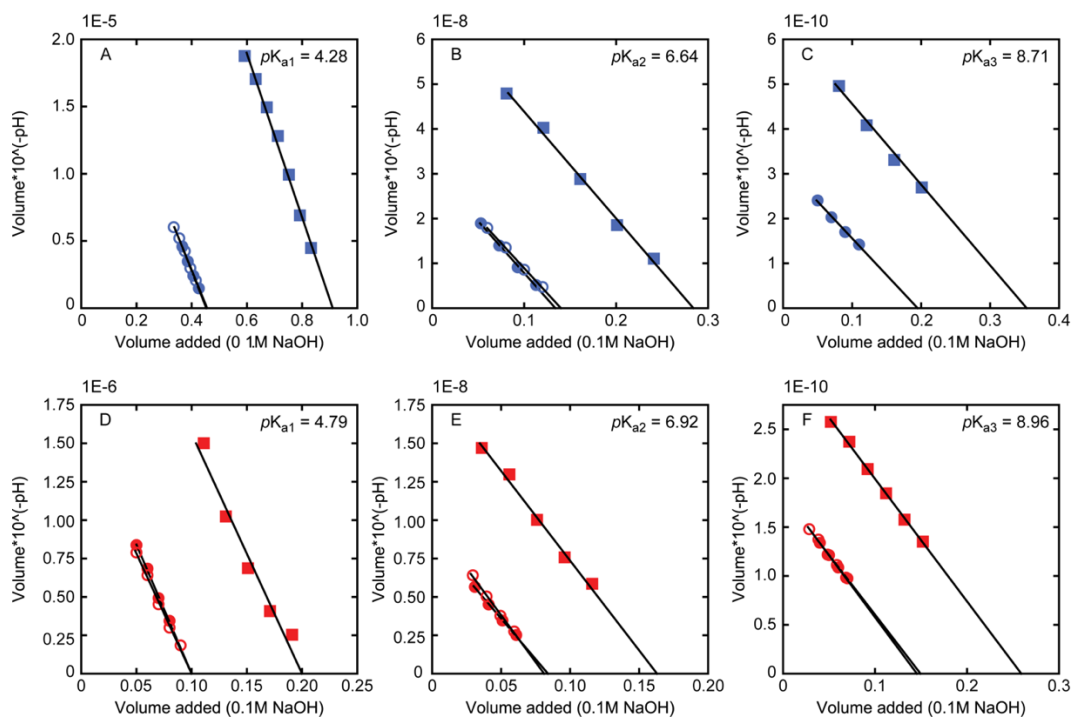 1E-5
1E-8
1E-10
A
pKa1 = 4.28
B
pKa2 = 6.64
C
pKa3 = 8.71
Volume*10^(-pH)
2.0
1.5
1.0
0.5
0
0
0.2
0.4
0.6
0.8
1.0
Volume added (0 1.M NaOH)
Volume*10^(-pH)
6
5
4
3
2
1
0
0
0.1
0.2
0.3
Volume added (0.1M NaOH)
Volume*10^(-pH)
6
5
4
3
2
1
0
0
0.1
0.2
0.3
0.4
Volume added (0.1M NaOH)
1E-6
1E-8
1E-10
D
pKa1 = 4.79
E
pKa2 = 6.92
F
pKa3 = 8.96
Volume*10^(-pH)
1.75
1.50
1.25
1.00
0.75
0.50
0.25
0
0
0.05
0.10
0.15
0.20
0.25
Volume added (0.1M NaOH)
Volume*10^(-pH)
1.75
1.50
1.25
1.00
0.75
0.50
0.25
0
0
0.05
0.10
0.15
0.20
Volume added (0.1M NaOH)
Volume*10^(-pH)
2.5
2.0
1.5
1.0
0.5
0
0
0.1
0.2
0.3
Volume added (0.1M NaOH)